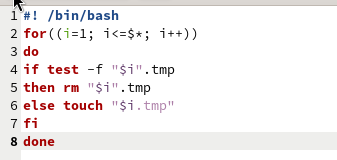 1 #! /bin/bash
2 for((i=1; i<=$*; i++))
3 do
4 if test -f "$i".tmp
5 then rm "$i".tmp
6 else touch "$i.tmp"
7 fi
8 done